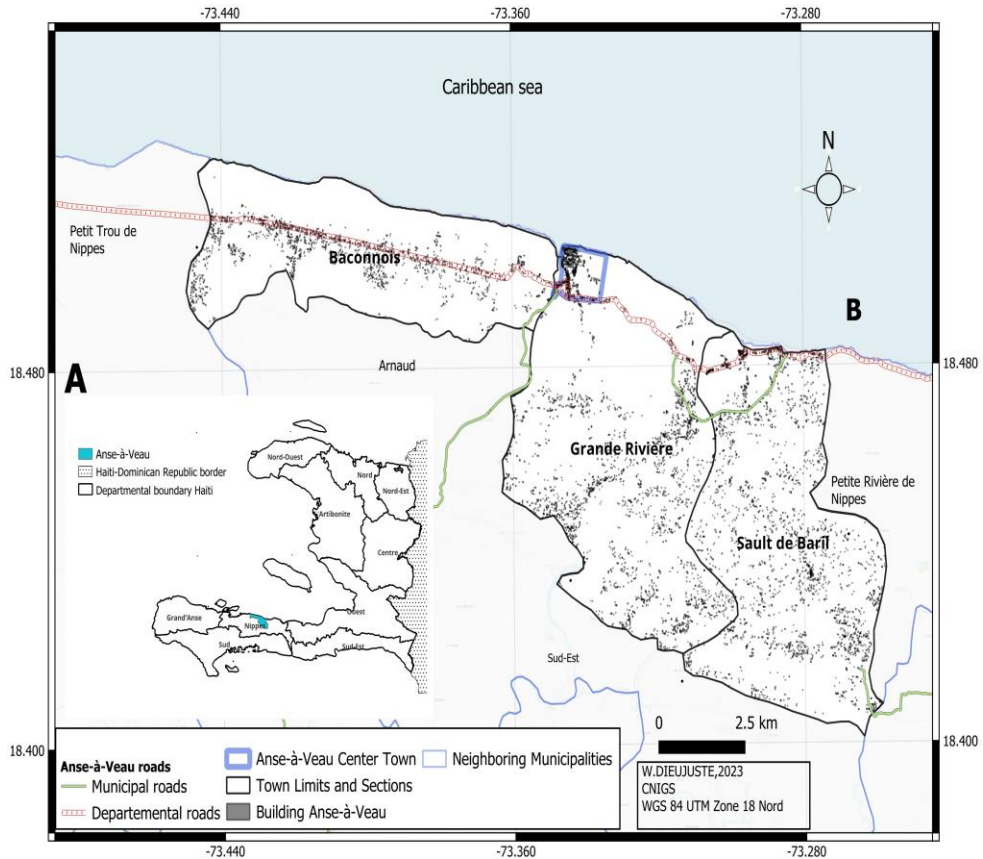 -73.440
-73.360
-73.280
Caribbean sea
N
Petit Trou de
Nippes
Baconnois
B
18.480
A
Arnaud
18.480
Anse-à-Veau
Haiti-Dominican Republic border
Departmental boundary Haiti
Nord-Ouest
Nord
Nord-Est
Artibonite
Centre
Ouest
Grand'Anse
Nippes
Sud
Sud-Est
Grande Rivière
Petite Rivière de
Nippes
Sault de Baril
Sud-Est
0
2.5 km
18.400
18.400
Anse-à-Veau roads
Municipal roads
Departemental roads
Anse-à-Veau Center Town
Neighboring Municipalities
Town Limits and Sections
Building Anse-à-Veau
W.DIEUJUSTE,2023
CNIGS
WGS 84 UTM Zone 18 Nord
-73.440
-73.360
-73.280